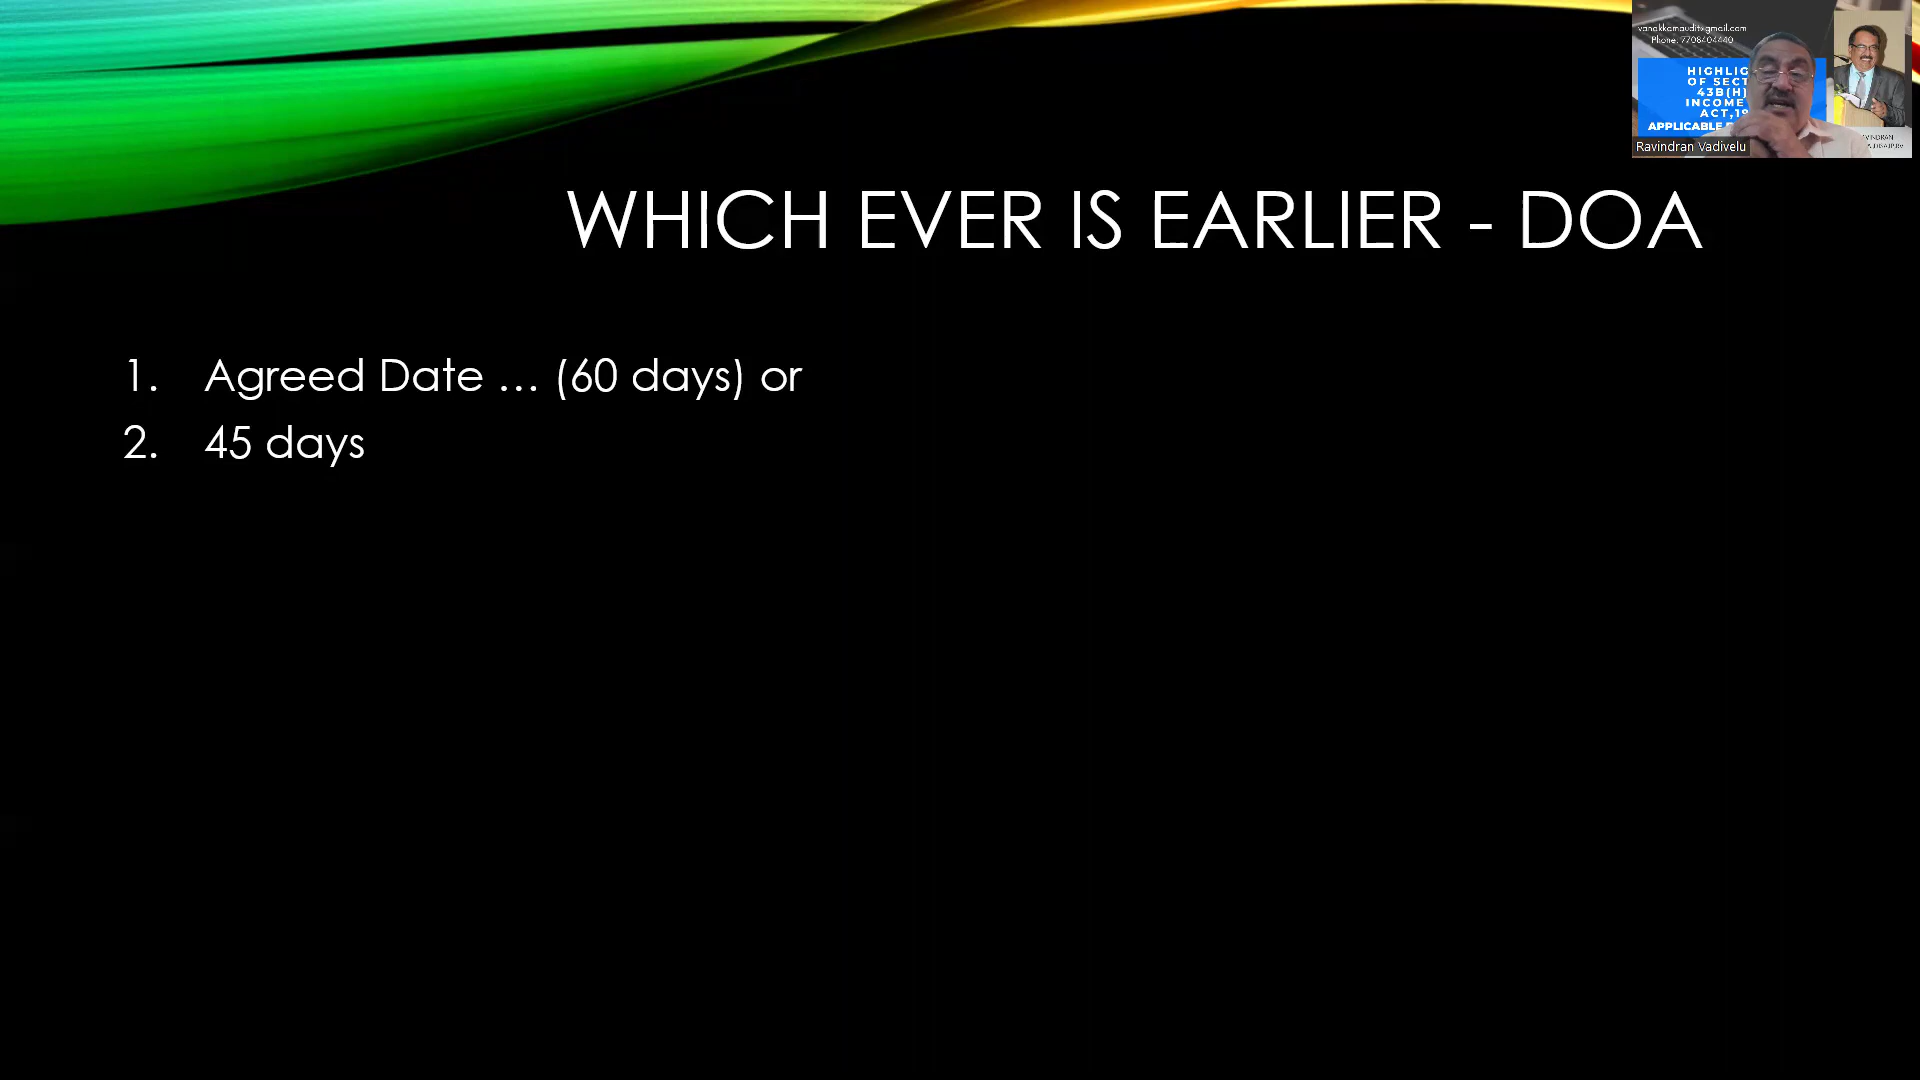 vanakkamaudit@gmail.com
Phone: 7708404440
HIGHLIG
OF SECT
43B(H)
INCOME
ACT,19
APPLICABLE
Ravindran Vadivelu
WHICH EVER IS EARLIER - DOA
1. Agreed Date … (60 days) or
2. 45 days